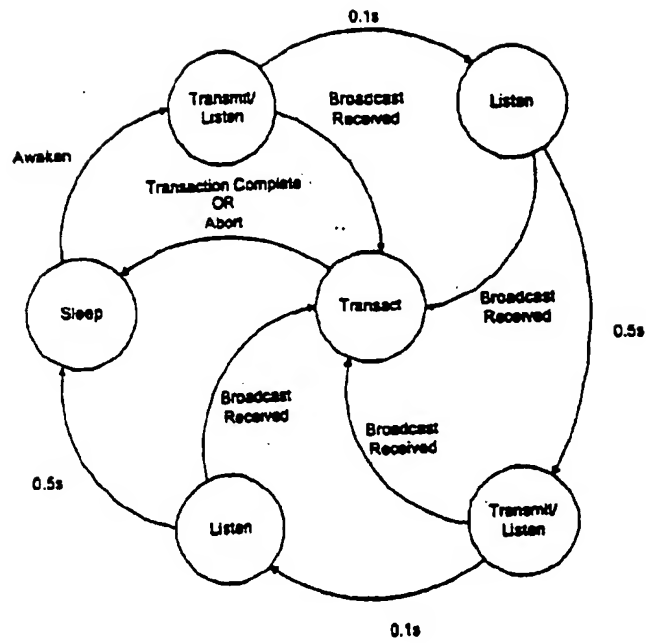 0.1s
Transmit/
Listen
Broadcast
Received
Listen
Awaken
Transaction Complete
OR
Abort
Sleep
Transact
Broadcast
Received
0.5s
Broadcast
Received
Broadcast
Received
0.5s
Listen
Transmit/
Listen
0.1s